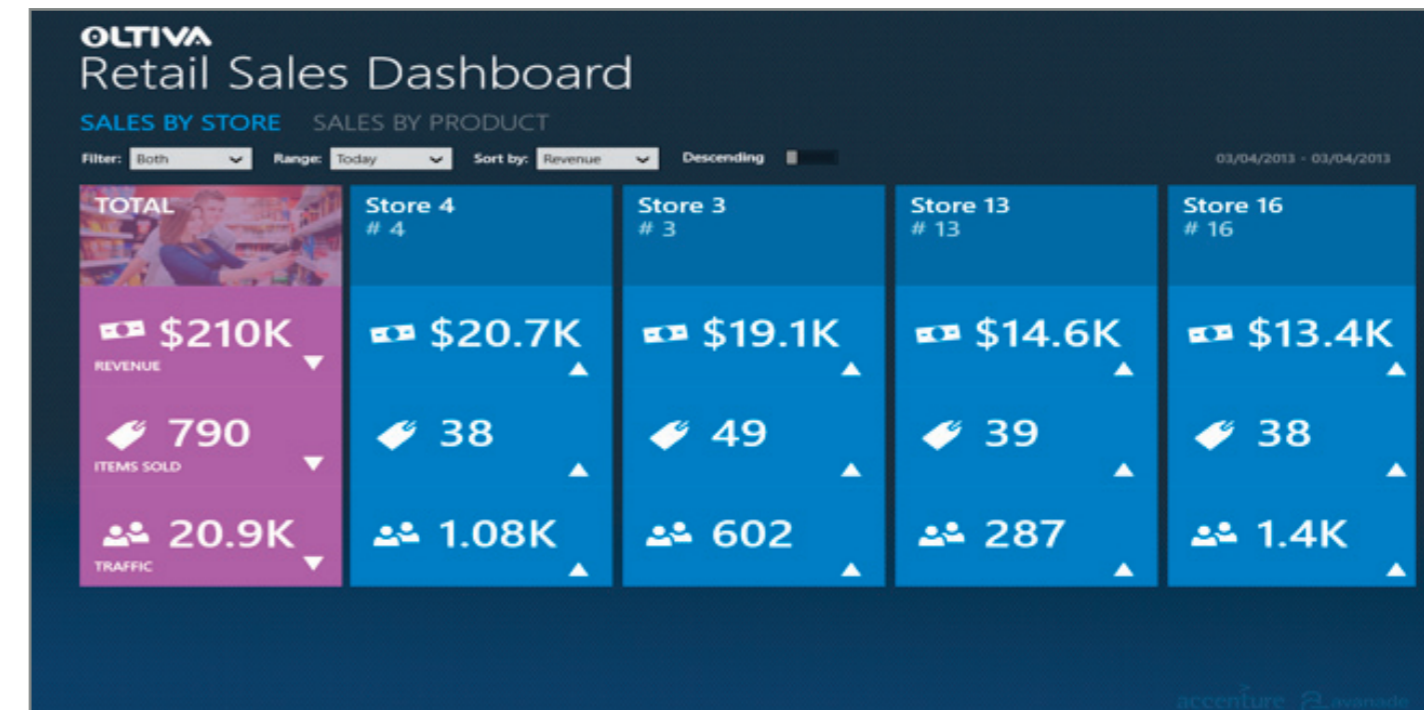 OLTIVA
Retail Sales Dashboard
SALES BY STORE SALES BY PRODUCT
Filter: Both Range: Today Sort by: Revenue Descending 03/04/2013 - 03/04/2013
TOTAL Store 4 Store 3 Store 13 Store 16
# 4 # 3 # 13 # 16
$210K $20.7K $19.1K $14.6K $13.4K
REVENUE
790 38 49 39 38
ITEMS SOLD
20.9K 1.08K 602 287 1.4K
TRAFFIC
accenture avanade